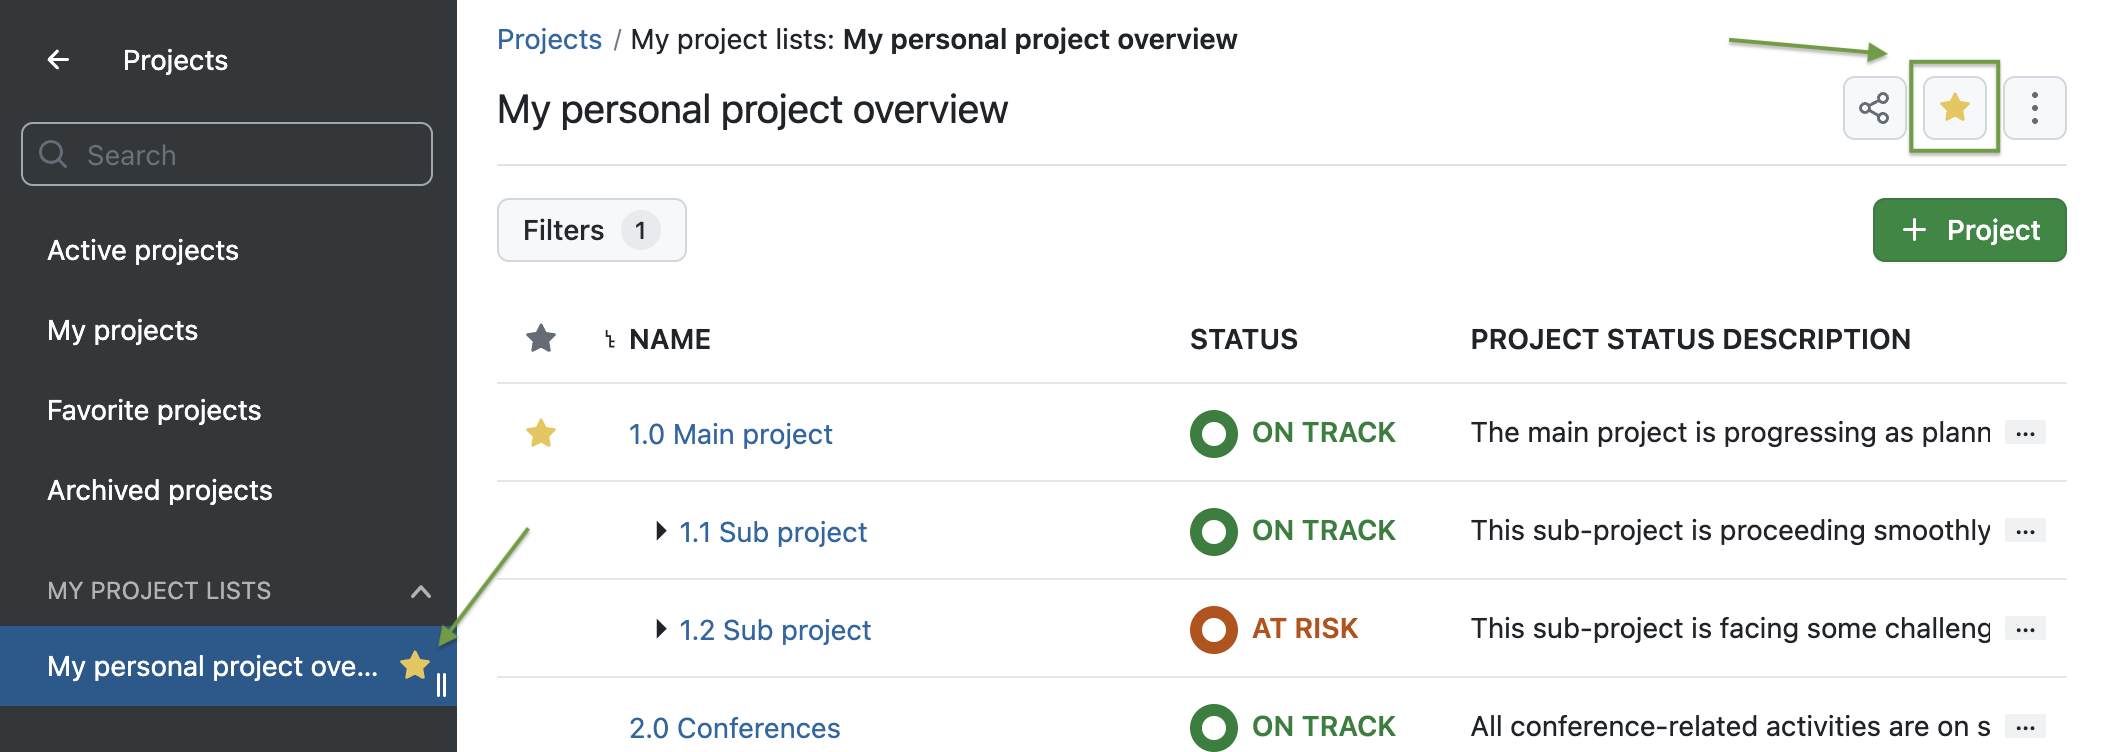 Projects
Search
Active projects
My projects
Favorite projects
Archived projects
MY PROJECT LISTS
My personal project ove...
Projects / My project lists: My personal project overview
My personal project overview
Filters 1
+ Project
NAME STATUS PROJECT STATUS DESCRIPTION
1.0 Main project ON TRACK The main project is progressing as plann ...
1.1 Sub project ON TRACK This sub-project is proceeding smoothly ...
1.2 Sub project AT RISK This sub-project is facing some challeng ...
2.0 Conferences ON TRACK All conference-related activities are on s ...